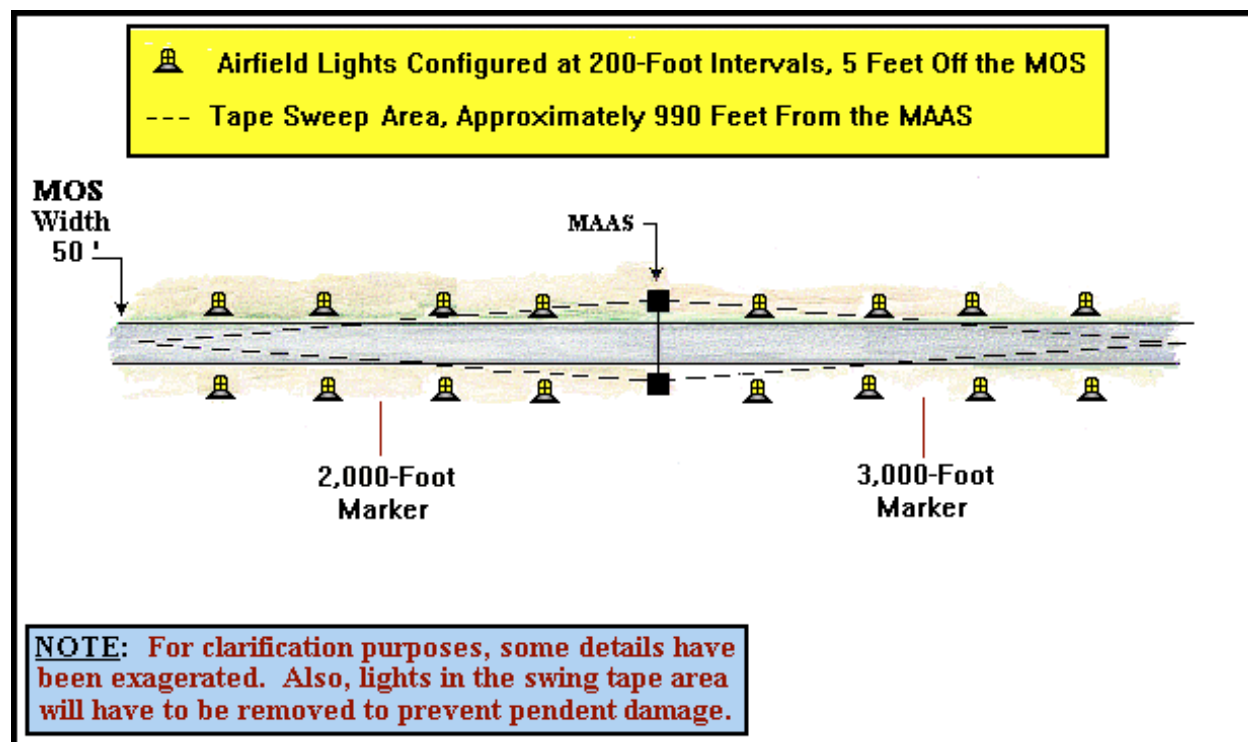 Airfield Lights Configured at 200-Foot Intervals, 5 Feet Off the MOS
--- Tape Sweep Area, Approximately 990 Feet From the MAAS
MOS
Width
50 '
MAAS
2,000-Foot
Marker
3,000-Foot
Marker
NOTE: For clarification purposes, some details have
been exagerated. Also, lights in the swing tape area
will have to be removed to prevent pendent damage.